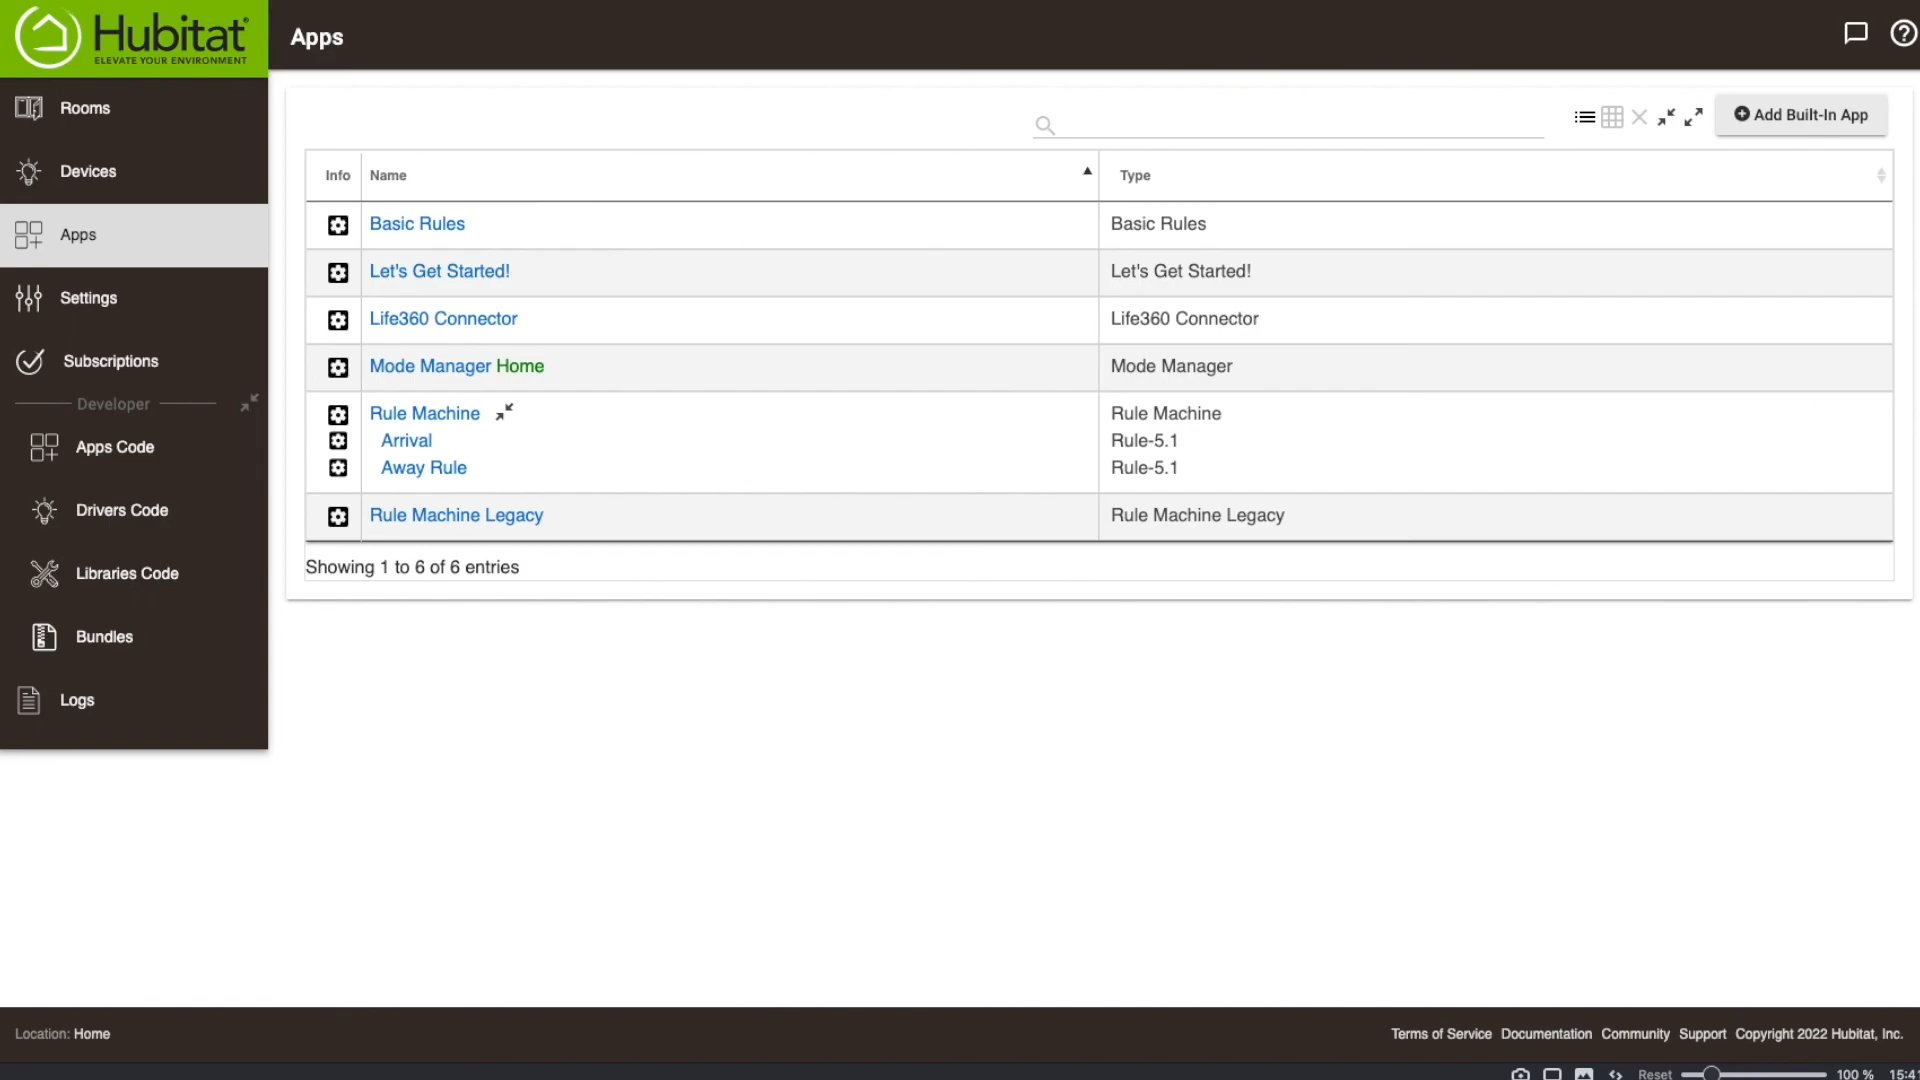 Hubitat®
ELEVATE YOUR ENVIRONMENT
Apps
Rooms
Devices
Apps
Settings
Subscriptions
Developer
Apps Code
Drivers Code
Libraries Code
Bundles
Logs
Add Built-In App
Info Name Type
Basic Rules Basic Rules
Let's Get Started! Let's Get Started!
Life360 Connector Life360 Connector
Mode Manager Home Mode Manager
Rule Machine Rule Machine
Arrival Rule-5.1
Away Rule Rule-5.1
Rule Machine Legacy Rule Machine Legacy
Showing 1 to 6 of 6 entries
Location: Home
Terms of Service Documentation Community Support Copyright 2022 Hubitat, Inc.
Reset 100 %